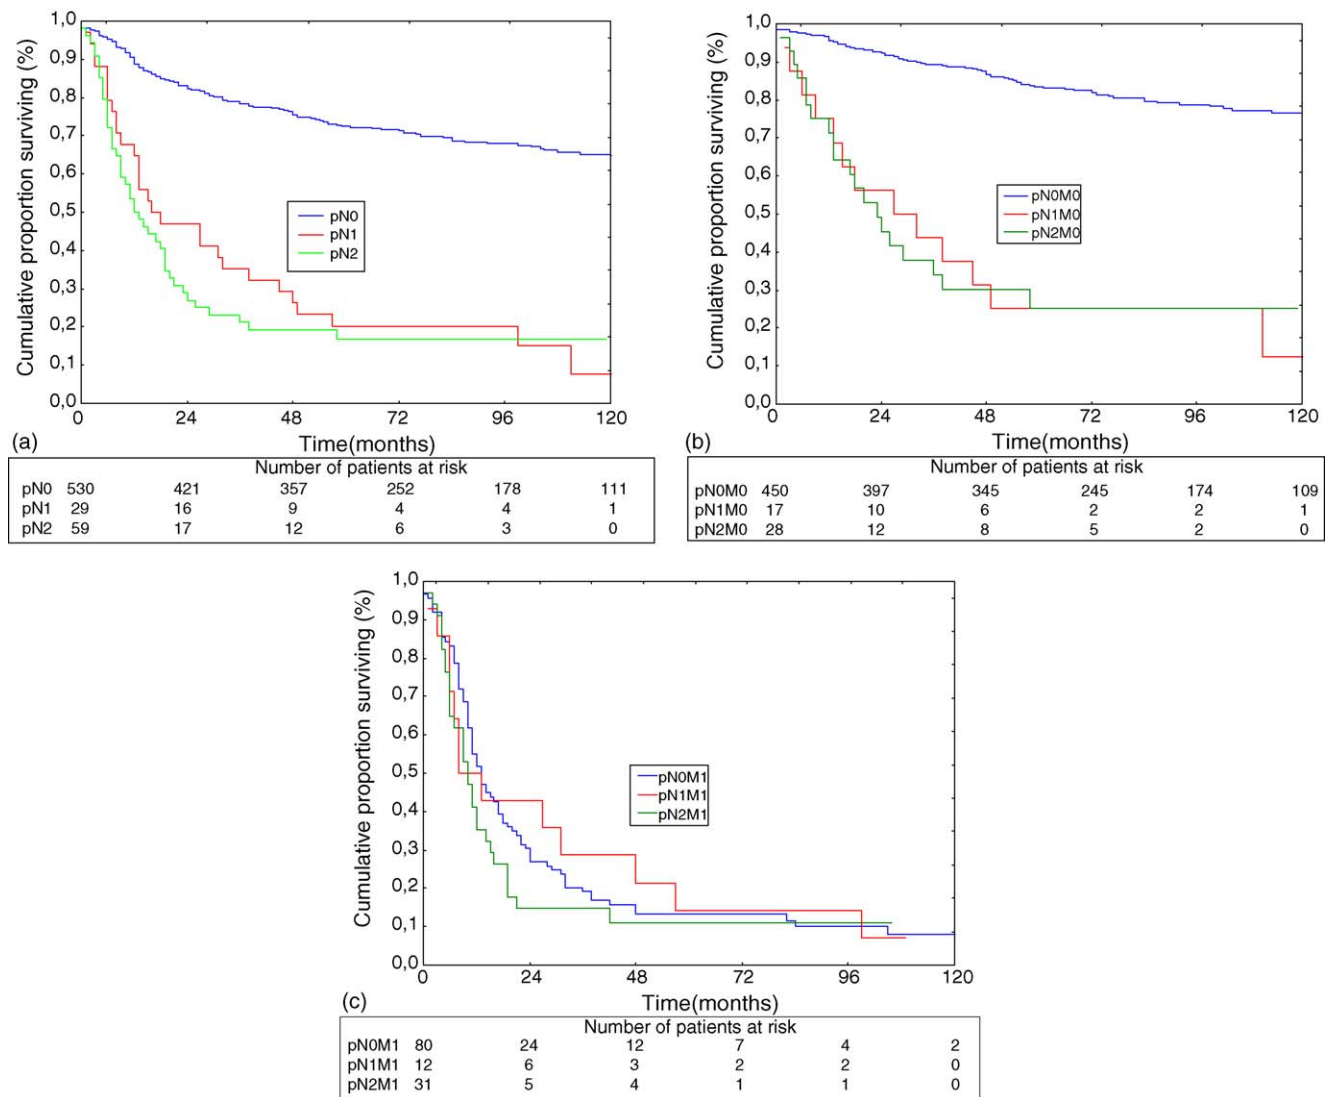 Cumulative proportion surviving (%)
1,0
0,9
0,8
0,7
0,6
0,5
0,4
0,3
0,2
0,1
0,0
pN0
pN1
pN2
0 24 48 72 96 120
Time(months)
(a)
Number of patients at risk
pN0 530 421 357 252 178 111
pN1 29 16 9 4 4 1
pN2 59 17 12 6 3 0
Cumulative proportion surviving (%)
1,0
0,9
0,8
0,7
0,6
0,5
0,4
0,3
0,2
0,1
0,0
pN0M0
pN1M0
pN2M0
0 24 48 72 96 120
Time(months)
(b)
Number of patients at risk
pN0M0 450 397 345 245 174 109
pN1M0 17 10 6 2 2 1
pN2M0 28 12 8 5 2 0
Cumulative proportion surviving (%)
1,0
0,9
0,8
0,7
0,6
0,5
0,4
0,3
0,2
0,1
0,0
pN0M1
pN1M1
pN2M1
0 24 48 72 96 120
Time(months)
(c)
Number of patients at risk
pN0M1 80 24 12 7 4 2
pN1M1 12 6 3 2 2 0
pN2M1 31 5 4 1 1 0